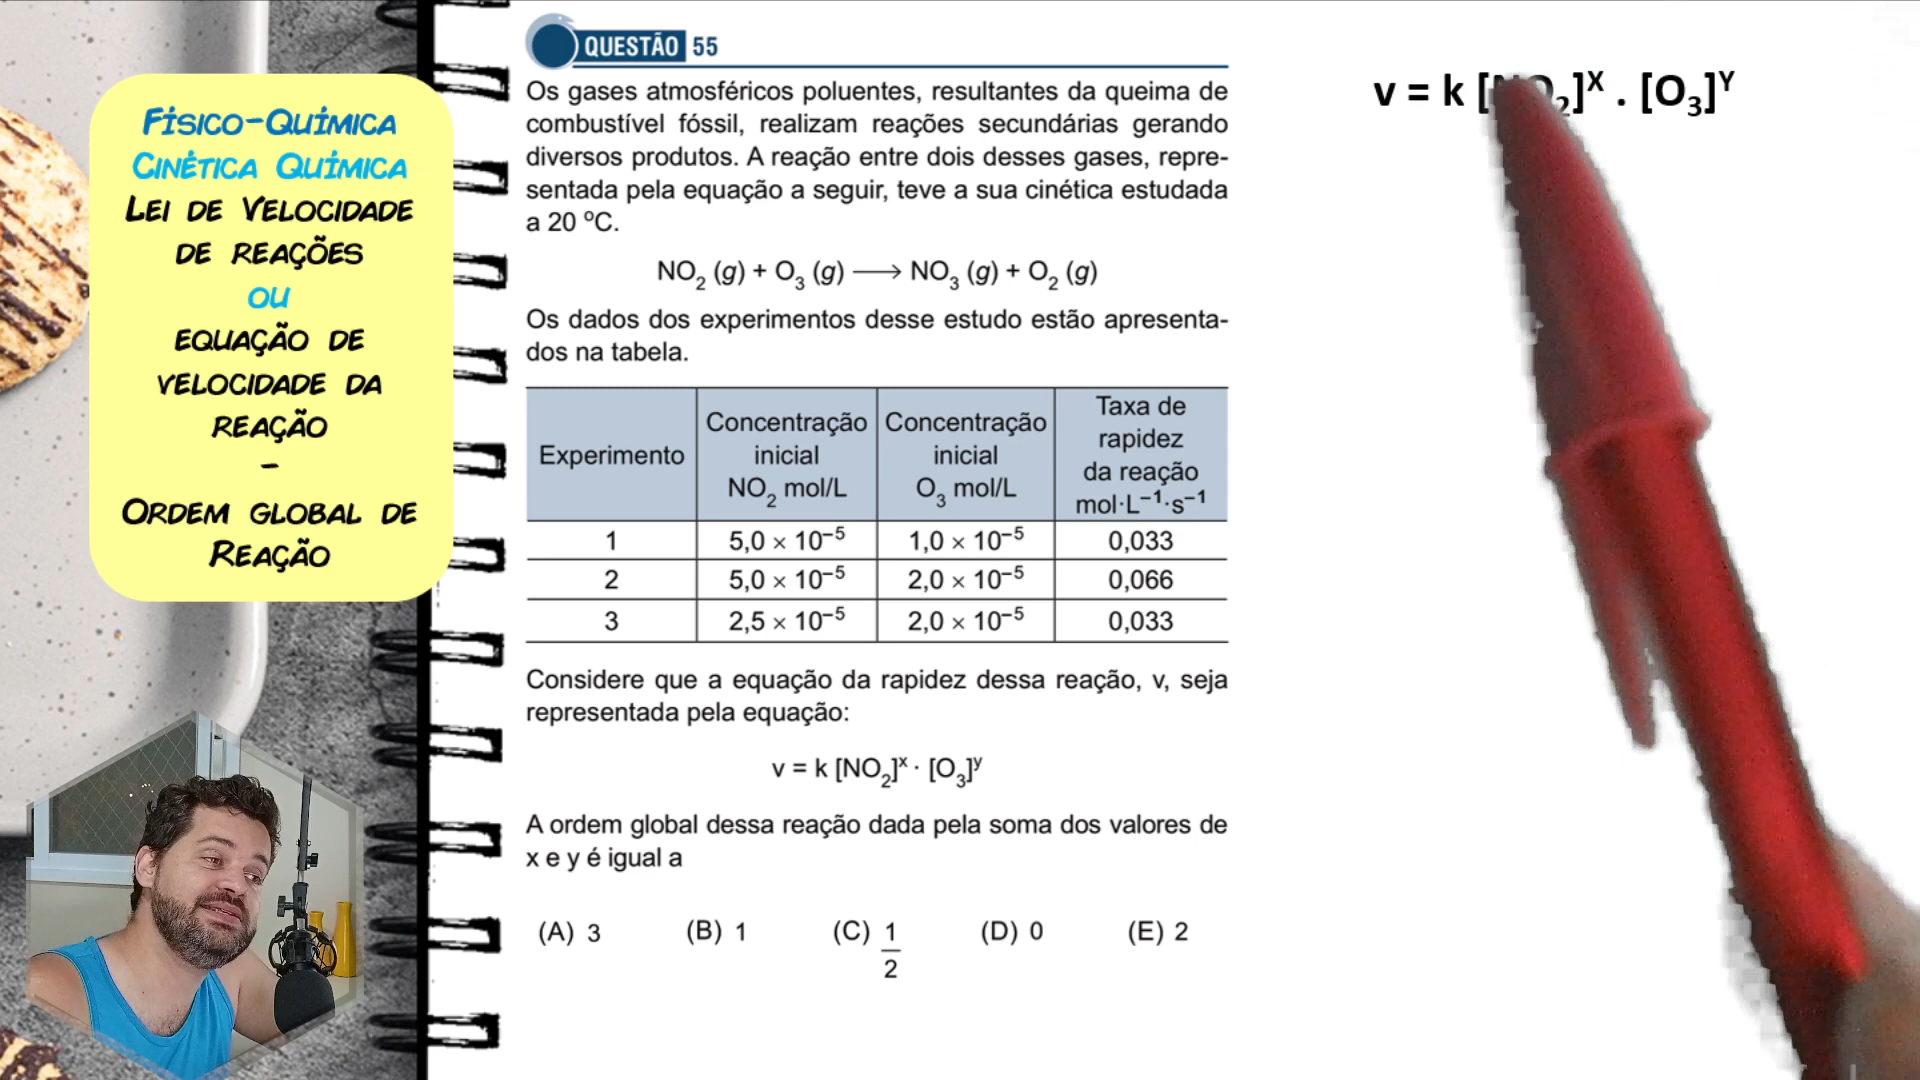 FÍSICO-QUÍMICA
CINÉTICA QUÍMICA
LEI DE VELOCIDADE
DE REAÇÕES
OU
EQUAÇÃO DE
VELOCIDADE DA
REAÇÃO
-
ORDEM GLOBAL DE
REAÇÃO
QUESTÃO 55
Os gases atmosféricos poluentes, resultantes da queima de
combustível fóssil, realizam reações secundárias gerando
diversos produtos. A reação entre dois desses gases, repre-
sentada pela equação a seguir, teve a sua cinética estudada
a 20 ºC.
NO₂ (g) + O₃ (g) ⟶ NO₃ (g) + O₂ (g)
Os dados dos experimentos desse estudo estão apresenta-
dos na tabela.
Experimento
Concentração
inicial
NO₂ mol/L
Concentração
inicial
O₃ mol/L
Taxa de
rapidez
da reação
mol·L⁻¹·s⁻¹
1 5,0 × 10⁻⁵ 1,0 × 10⁻⁵ 0,033
2 5,0 × 10⁻⁵ 2,0 × 10⁻⁵ 0,066
3 2,5 × 10⁻⁵ 2,0 × 10⁻⁵ 0,033
Considere que a equação da rapidez dessa reação, v, seja
representada pela equação:
v = k [NO₂]ˣ · [O₃]ʸ
A ordem global dessa reação dada pela soma dos valores de
x e y é igual a
(A) 3 (B) 1 (C) 1/2 (D) 0 (E) 2
v = k [NO₂]^X . [O₃]^Y